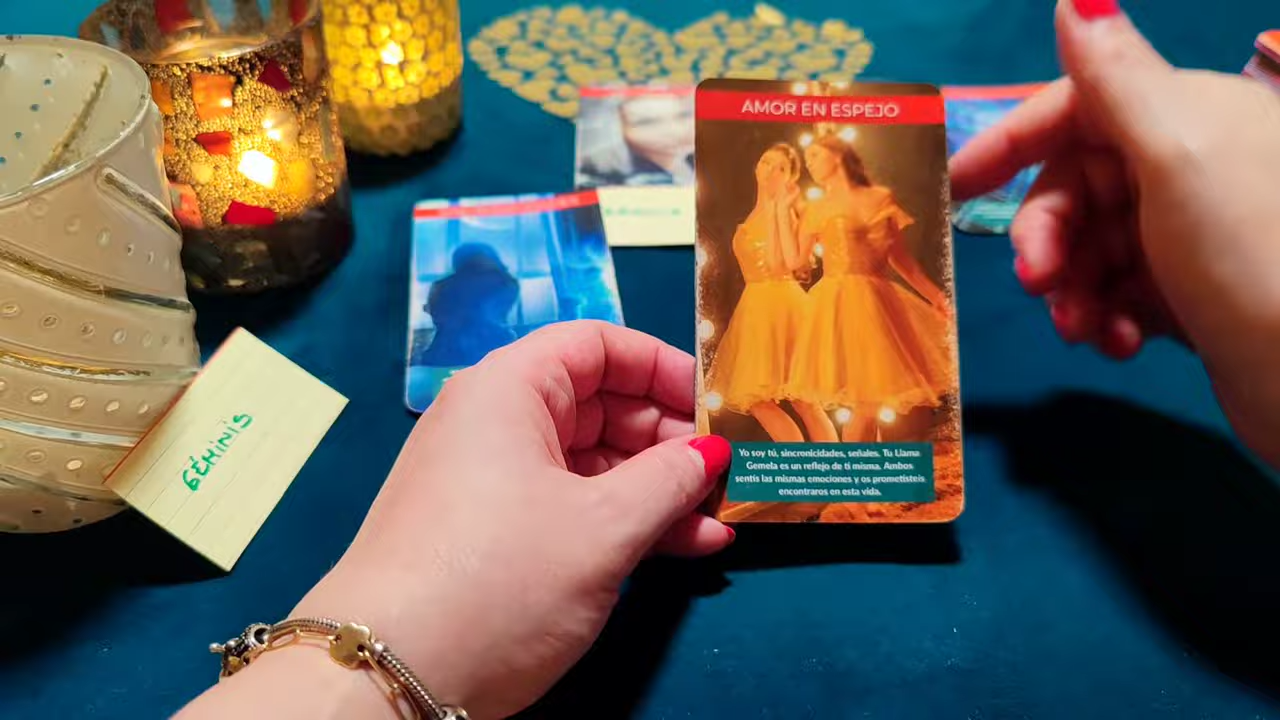 AMOR EN ESPEJO
Yo soy tú, sincronicidades, señales. Tu Llama
Gemela es un reflejo de ti misma. Ambos
sentís las mismas emociones y os prometisteis
encontraros en esta vida.
GÉMINIS